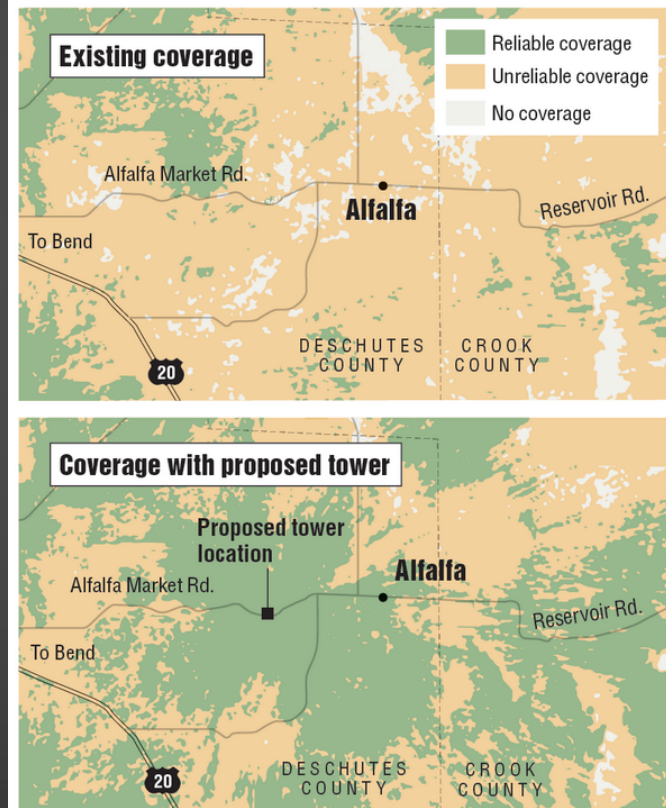 Existing coverage
Reliable coverage
Unreliable coverage
No coverage
Alfalfa Market Rd.
Alfalfa
Reservoir Rd.
To Bend
DESCHUTES
COUNTY
CROOK
COUNTY
20
Coverage with proposed tower
Proposed tower
location
Alfalfa
Alfalfa Market Rd.
Reservoir Rd.
To Bend
DESCHUTES
COUNTY
CROOK
COUNTY
20